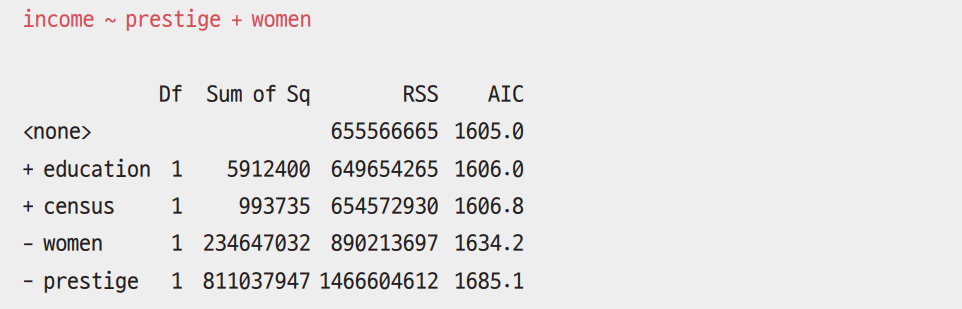 income ~ prestige + women
Df Sum of Sq RSS AIC
<none> 655566665 1605.0
+ education 1 5912400 649654265 1606.0
+ census 1 993735 654572930 1606.8
- women 1 234647032 890213697 1634.2
- prestige 1 811037947 1466604612 1685.1